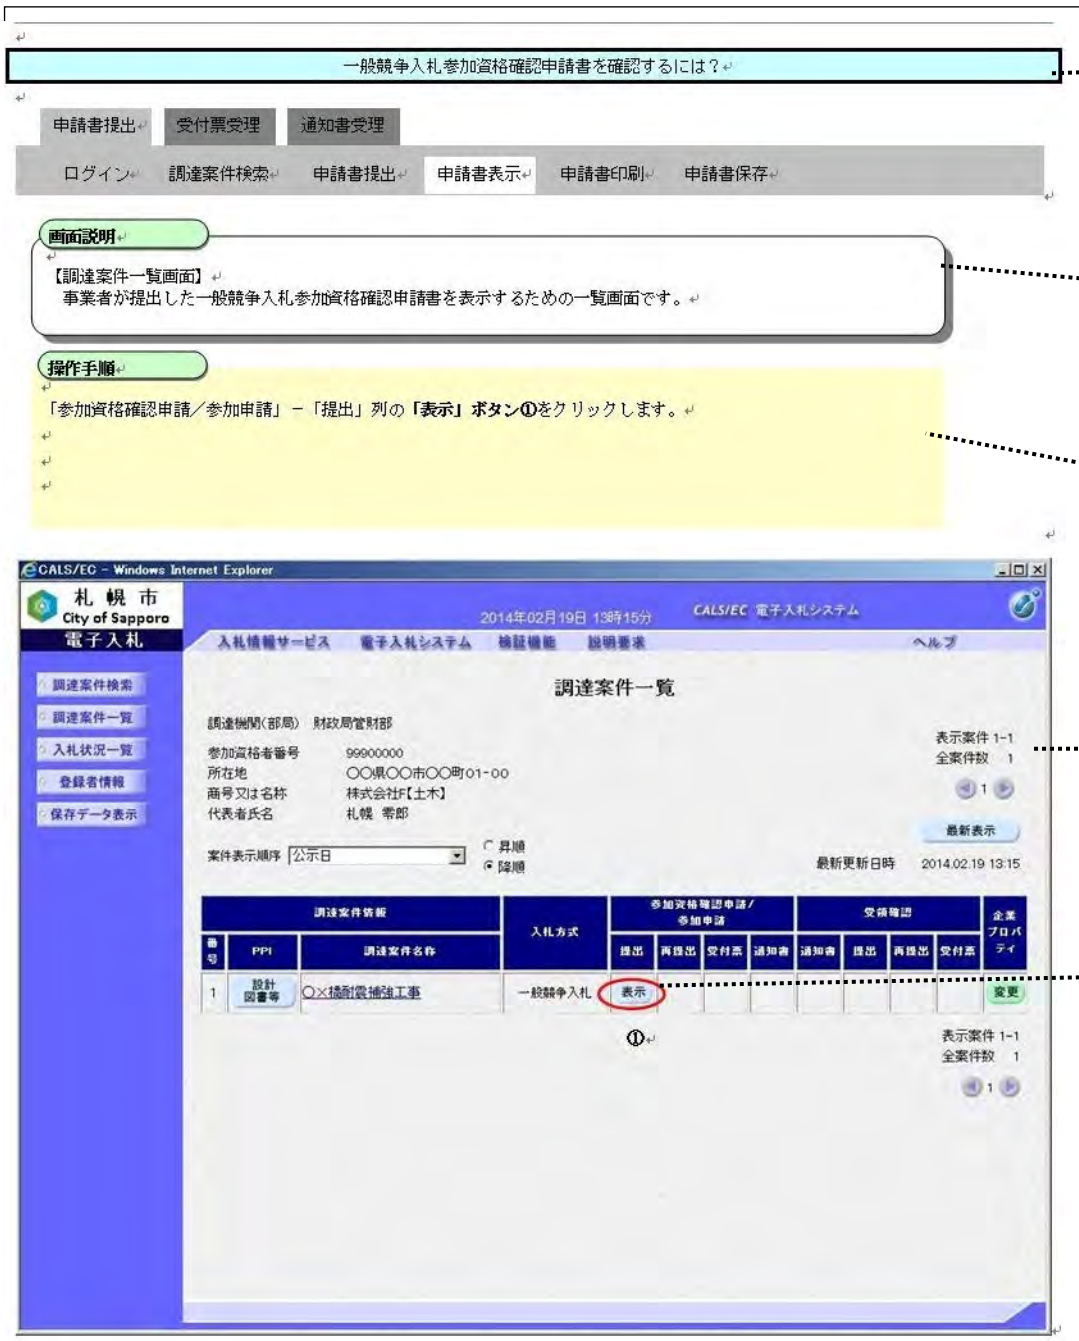 一般競争入札参加資格確認申請書を確認するには？
申請書提出 受付票受理 通知書受理
ログイン 調達案件検索 申請書提出 申請書表示 申請書印刷 申請書保存
画面説明
【調達案件一覧画面】
事業者が提出した一般競争入札参加資格確認申請書を表示するための一覧画面です。
操作手順
「参加資格確認申請／参加申請」－「提出」列の「表示」ボタン①をクリックします。
CALS/EC - Windows Internet Explorer
札幌市
City of Sapporo
2014年02月19日 13時15分 CALS/EC 電子入札システム
電子入札
入札情報サービス 電子入札システム 検証機能 説明要求 ヘルプ
調達案件検索
調達案件一覧
入札状況一覧
登録者情報
保存データ表示
調達案件一覧
調達機関(部局) 財政局管財部
参加資格者番号 99900000
所在地 〇〇県〇〇市〇〇町01-00
商号又は名称 株式会社F【土木】
代表者氏名 札幌 零郎
表示案件 1-1
全案件数 1
1
最新表示
案件表示順序 公示日
昇順
降順
最新更新日時 2014.02.19 13:15
調達案件情報 入札方式 参加資格確認申請/参加申請 受領確認 企業プロパティ
番号 PPI 調達案件名称 提出 再提出 受付票 通知書 通知書 提出 再提出 受付票
1 設計図書等 〇×橋耐震補強工事 一般競争入札 表示 変更
①
表示案件 1-1
全案件数 1
1